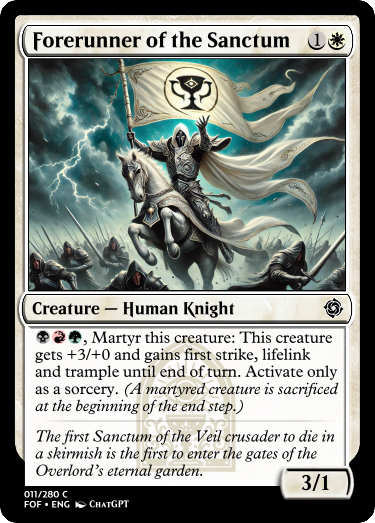 Forerunner of the Sanctum 1
Creature — Human Knight
, Martyr this creature: This creature
gets +3/+0 and gains first strike, lifelink
and trample until end of turn. Activate only
as a sorcery. (A martyred creature is sacrificed
at the beginning of the end step.)
The first Sanctum of the Veil crusader to die in
a skirmish is the first to enter the gates of the
Overlord's eternal garden.
3/1
011/280 C
FOF • ENG ChatGPT